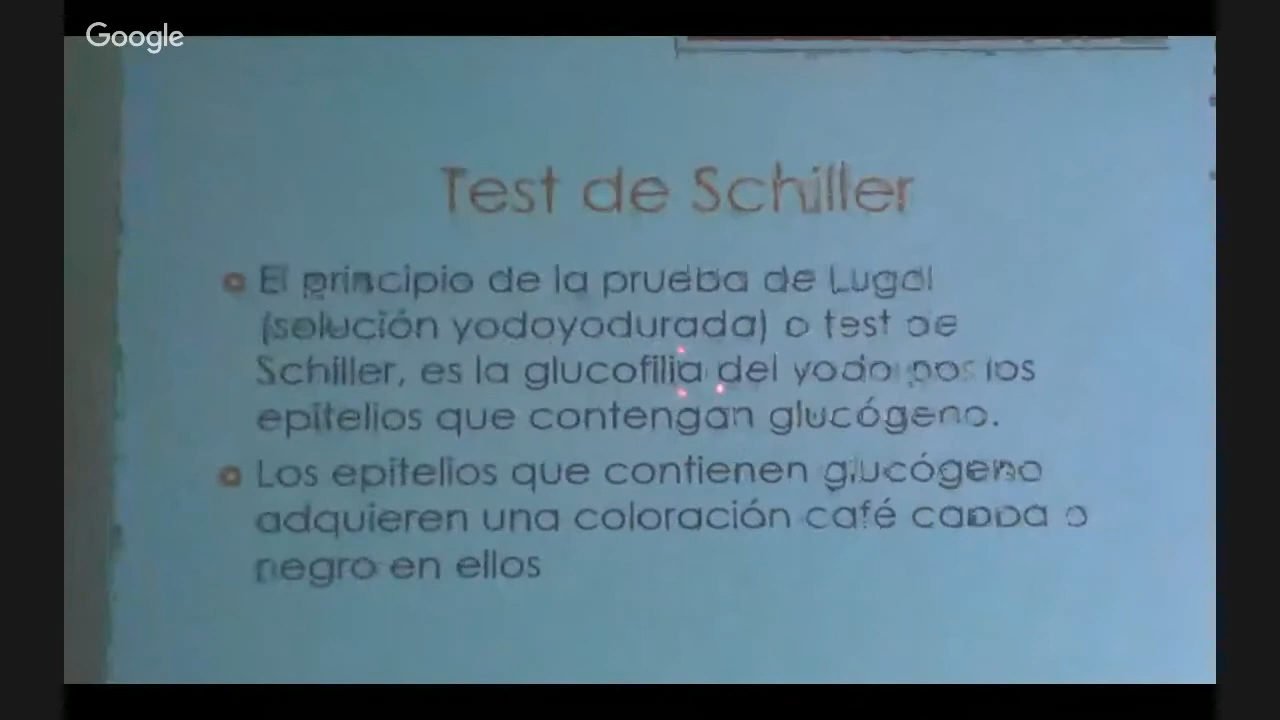 Google
Test de Schiller
El principio de la prueba de Lugol
(solución yodoyodurada) o test de
Schiller, es la glucofilia del yodo por los
epitelios que contengan glucógeno.
Los epitelios que contienen glucógeno
adquieren una coloración café caoba o
negro en ellos